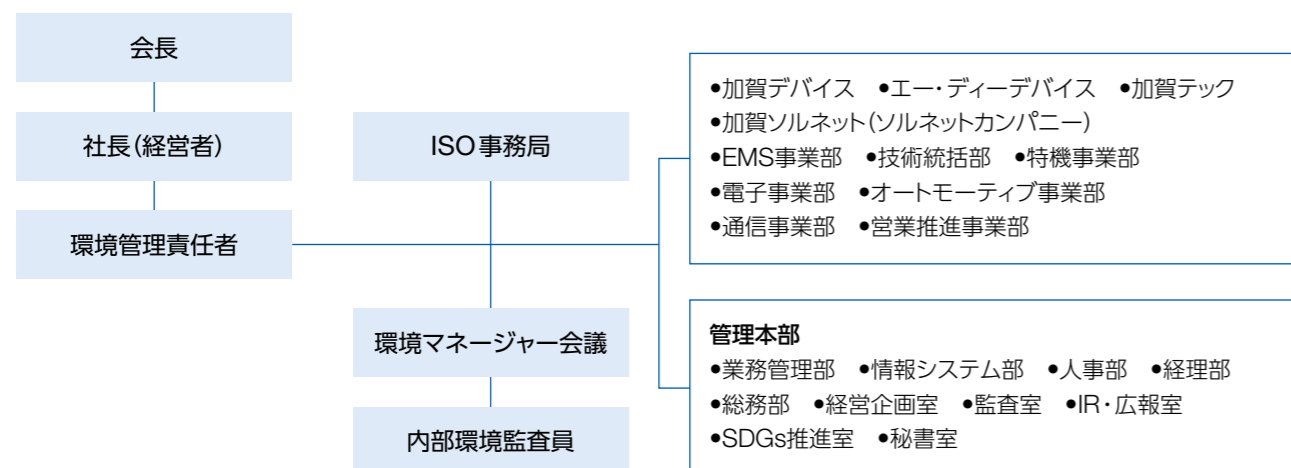 会長
社長(経営者)
環境管理責任者
ISO事務局
環境マネージャー会議
内部環境監査員
●加賀デバイス ●エー・ディーデバイス ●加賀テック
●加賀ソルネット(ソルネットカンパニー)
●EMS事業部 ●技術統括部 ●特機事業部
●電子事業部 ●オートモーティブ事業部
●通信事業部 ●営業推進事業部
管理本部
●業務管理部 ●情報システム部 ●人事部 ●経理部
●総務部 ●経営企画室 ●監査室 ●IR・広報室
●SDGs推進室 ●秘書室